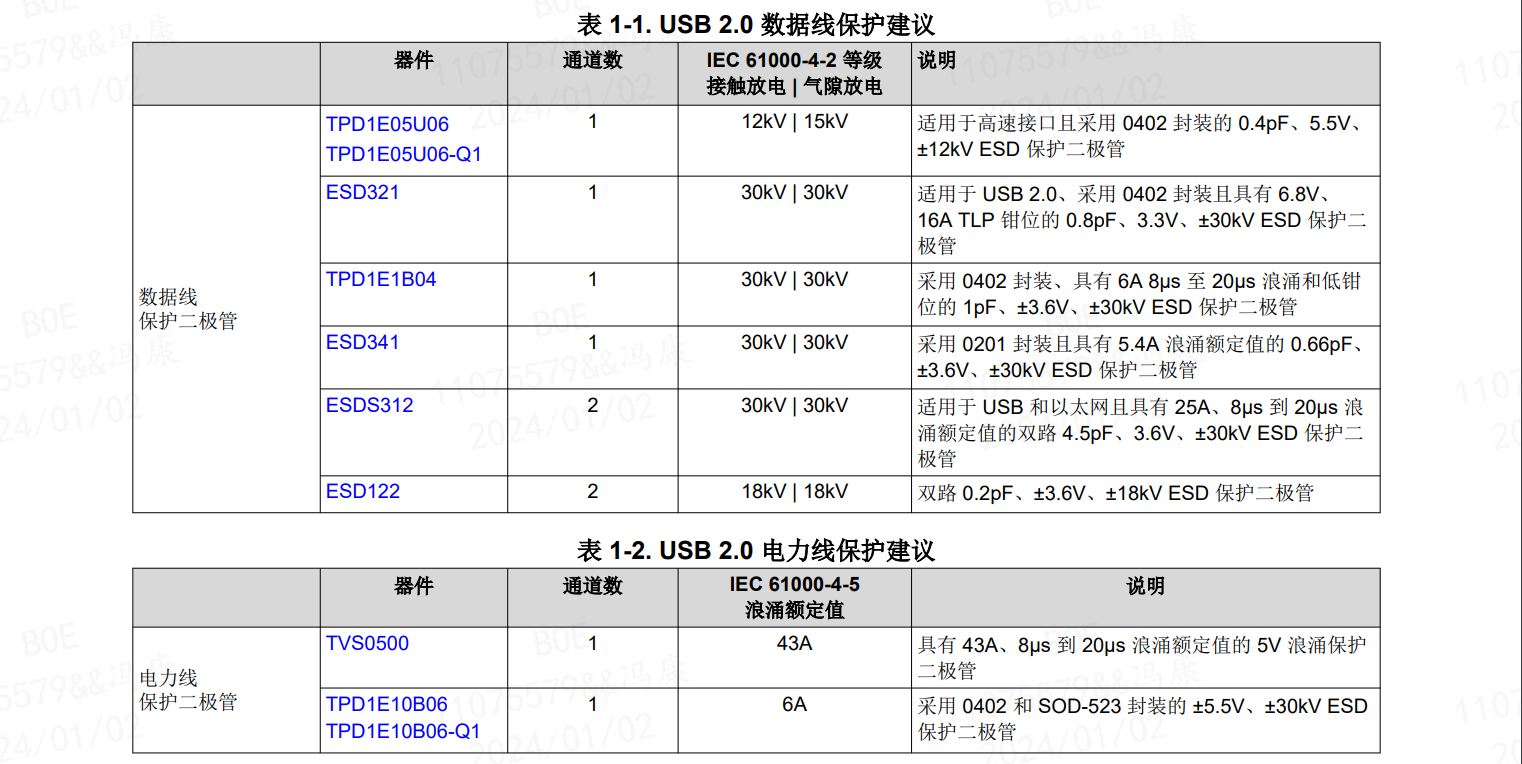 表 1-1. USB 2.0 数据线保护建议
器件
通道数
IEC 61000-4-2 等级
接触放电 | 气隙放电
说明
数据线
保护二极管
TPD1E05U06
TPD1E05U06-Q1
1
12kV | 15kV
适用于高速接口且采用 0402 封装的 0.4pF、5.5V、
±12kV ESD 保护二极管
ESD321
1
30kV | 30kV
适用于 USB 2.0、采用 0402 封装且具有 6.8V、
16A TLP 钳位的 0.8pF、3.3V、±30kV ESD 保护二
极管
TPD1E1B04
1
30kV | 30kV
采用 0402 封装、具有 6A 8µs 至 20µs 浪涌和低钳
位的 1pF、±3.6V、±30kV ESD 保护二极管
ESD341
1
30kV | 30kV
采用 0201 封装且具有 5.4A 浪涌额定值的 0.66pF、
±3.6V、±30kV ESD 保护二极管
ESDS312
2
30kV | 30kV
适用于 USB 和以太网且具有 25A、8µs 到 20µs 浪
涌额定值的双路 4.5pF、3.6V、±30kV ESD 保护二
极管
ESD122
2
18kV | 18kV
双路 0.2pF、±3.6V、±18kV ESD 保护二极管
表 1-2. USB 2.0 电力线保护建议
器件
通道数
IEC 61000-4-5
浪涌额定值
说明
电力线
保护二极管
TVS0500
1
43A
具有 43A、8µs 到 20µs 浪涌额定值的 5V 浪涌保护
二极管
TPD1E10B06
TPD1E10B06-Q1
1
6A
采用 0402 和 SOD-523 封装的 ±5.5V、±30kV ESD
保护二极管
BOE
11075579&&冯康
2024/01/02